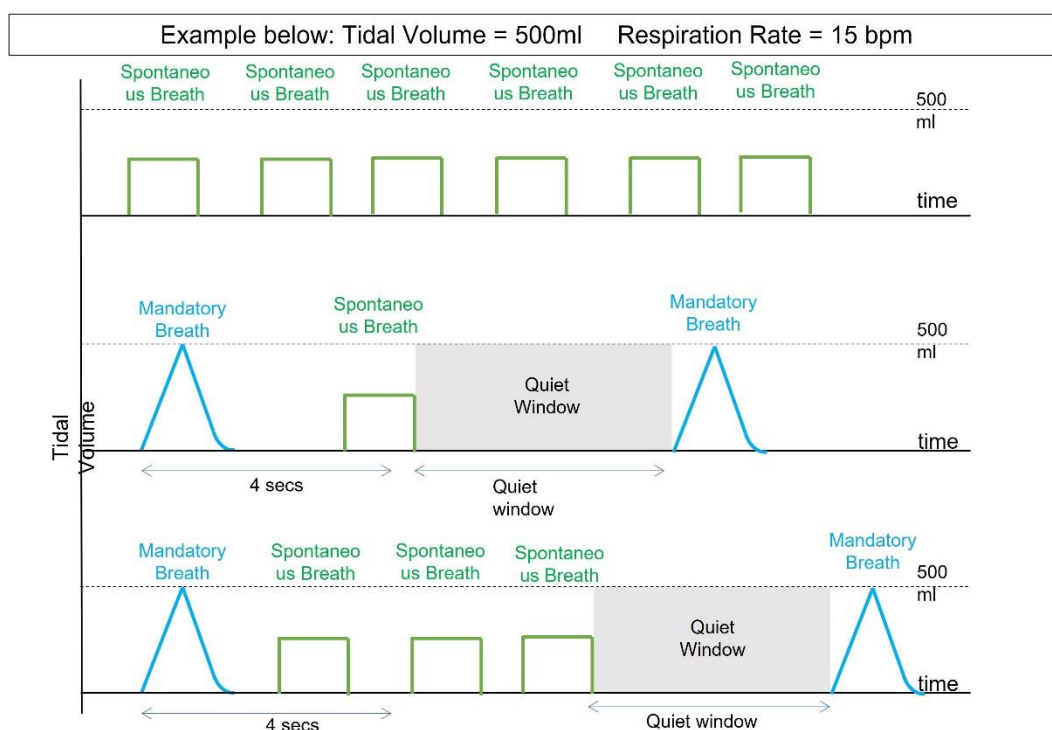 Example below: Tidal Volume = 500ml Respiration Rate = 15 bpm
Spontaneo
us Breath
Spontaneo
us Breath
Spontaneo
us Breath
Spontaneo
us Breath
Spontaneo
us Breath
Spontaneo
us Breath
500
ml
time
Mandatory
Breath
Spontaneo
us Breath
Mandatory
Breath
500
ml
Quiet
Window
Tidal
Volume
time
4 secs
Quiet
window
Mandatory
Breath
Spontaneo
us Breath
Spontaneo
us Breath
Spontaneo
us Breath
Mandatory
Breath
500
ml
Quiet
Window
time
4 secs
Quiet window